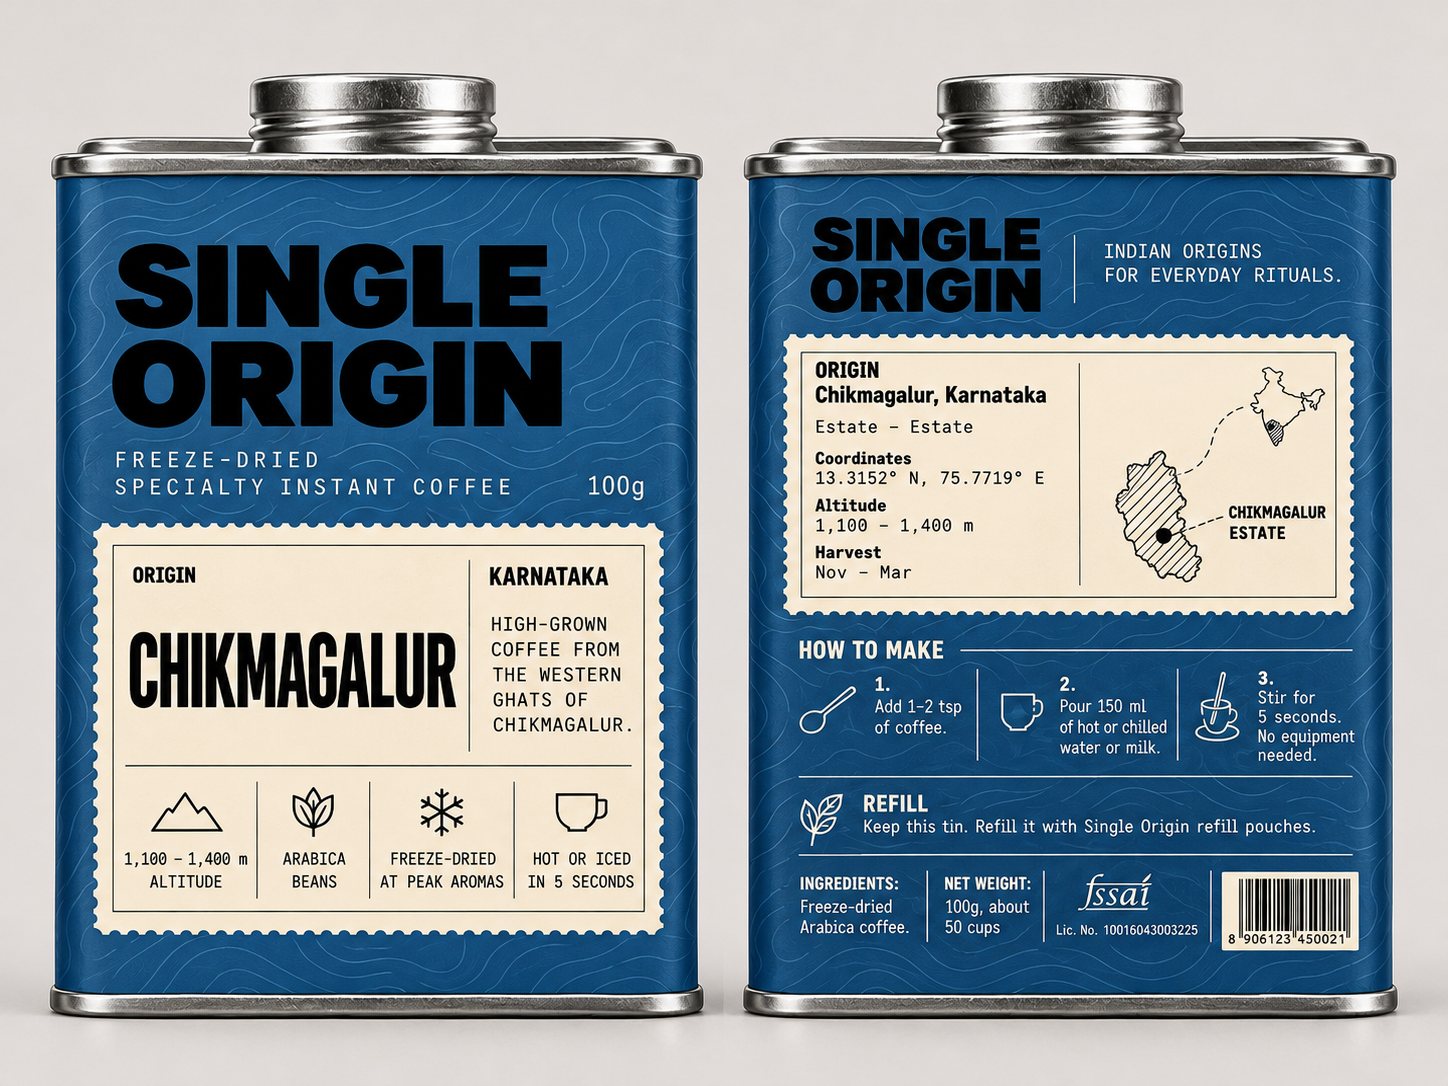 SINGLE
ORIGIN
FREEZE-DRIED
SPECIALTY INSTANT COFFEE
100g
ORIGIN
CHIKMAGALUR
KARNATAKA
HIGH-GROWN
COFFEE FROM
THE WESTERN
GHATS OF
CHIKMAGALUR.
1,100 – 1,400 m
ALTITUDE
ARABICA
BEANS
FREEZE-DRIED
AT PEAK AROMAS
HOT OR ICED
IN 5 SECONDS
SINGLE
ORIGIN
INDIAN ORIGINS
FOR EVERYDAY RITUALS.
ORIGIN
Chikmagalur, Karnataka
Estate – Estate
Coordinates
13.3152° N, 75.7719° E
Altitude
1,100 – 1,400 m
Harvest
Nov – Mar
CHIKMAGALUR
ESTATE
HOW TO MAKE
1.
Add 1–2 tsp
of coffee.
2.
Pour 150 ml
of hot or chilled
water or milk.
3.
Stir for
5 seconds.
No equipment
needed.
REFILL
Keep this tin. Refill it with Single Origin refill pouches.
INGREDIENTS:
Freeze-dried
Arabica coffee.
NET WEIGHT:
100g, about
50 cups
fssai
Lic. No. 10016043003225
8 906123 450021